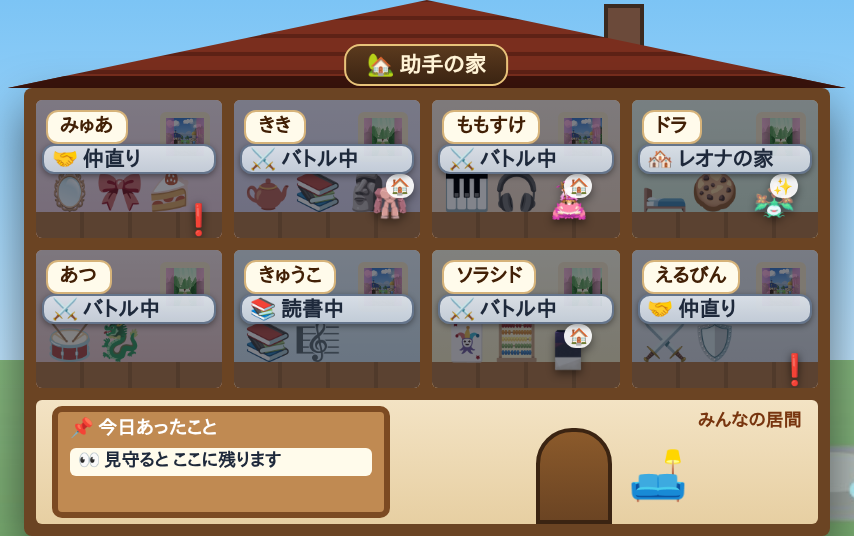 助手の家
みゅあ
仲直り
きき
バトル中
ももすけ
バトル中
ドラ
レオナの家
あつ
バトル中
きゅうこ
読書中
ソラシド
バトル中
えるびん
仲直り
今日あったこと
見守ると ここに残ります
みんなの居間